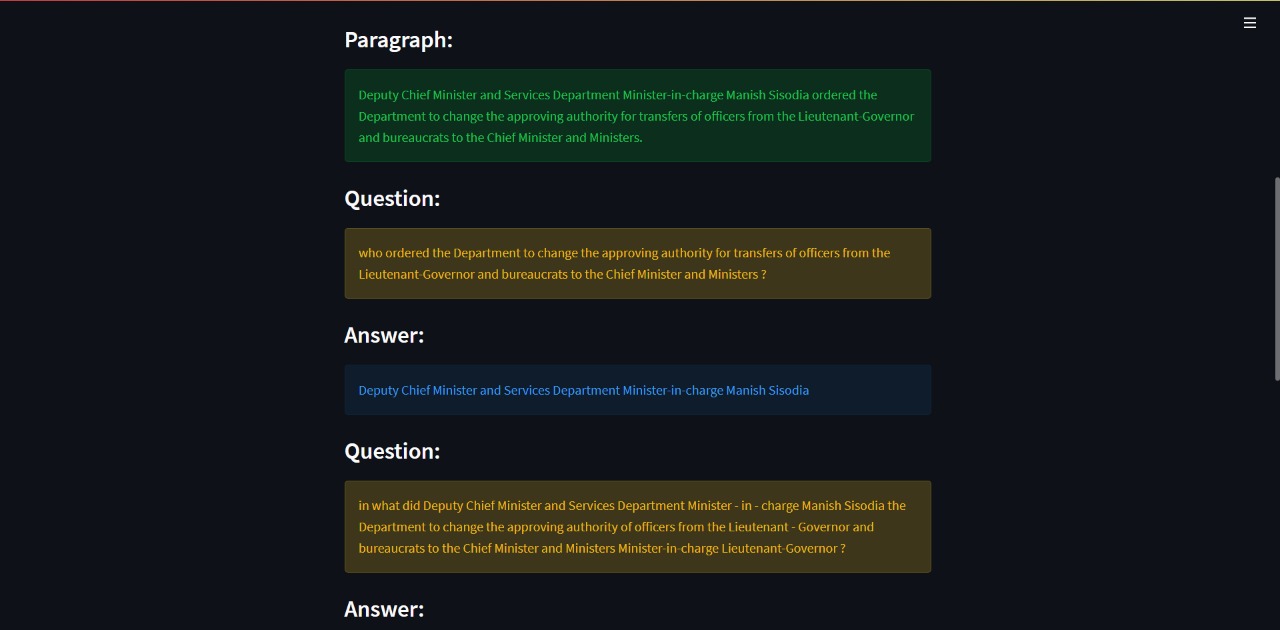 Paragraph:
Deputy Chief Minister and Services Department Minister-in-charge Manish Sisodia ordered the
Department to change the approving authority for transfers of officers from the Lieutenant-Governor
and bureaucrats to the Chief Minister and Ministers.
Question:
who ordered the Department to change the approving authority for transfers of officers from the
Lieutenant-Governor and bureaucrats to the Chief Minister and Ministers ?
Answer:
Deputy Chief Minister and Services Department Minister-in-charge Manish Sisodia
Question:
in what did Deputy Chief Minister and Services Department Minister - in - charge Manish Sisodia the
Department to change the approving authority of officers from the Lieutenant - Governor and
bureaucrats to the Chief Minister and Ministers Minister-in-charge Lieutenant-Governor ?
Answer: